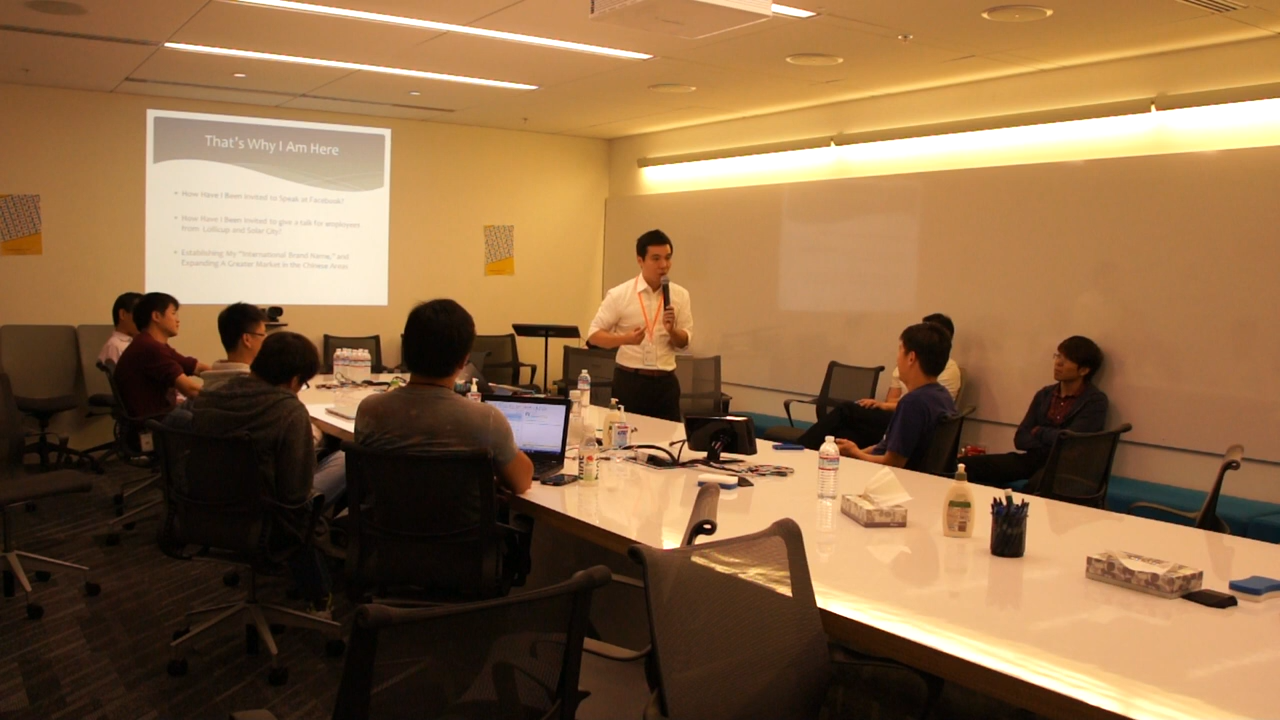 That's Why I Am Here
How Have I Been Invited to Speak at Facebook?
How Have I Been Invited to give a talk for employees
from Lollicup and Solar City?
Establishing My "International Brand Name," and
Expanding A Greater Market in the Chinese Areas